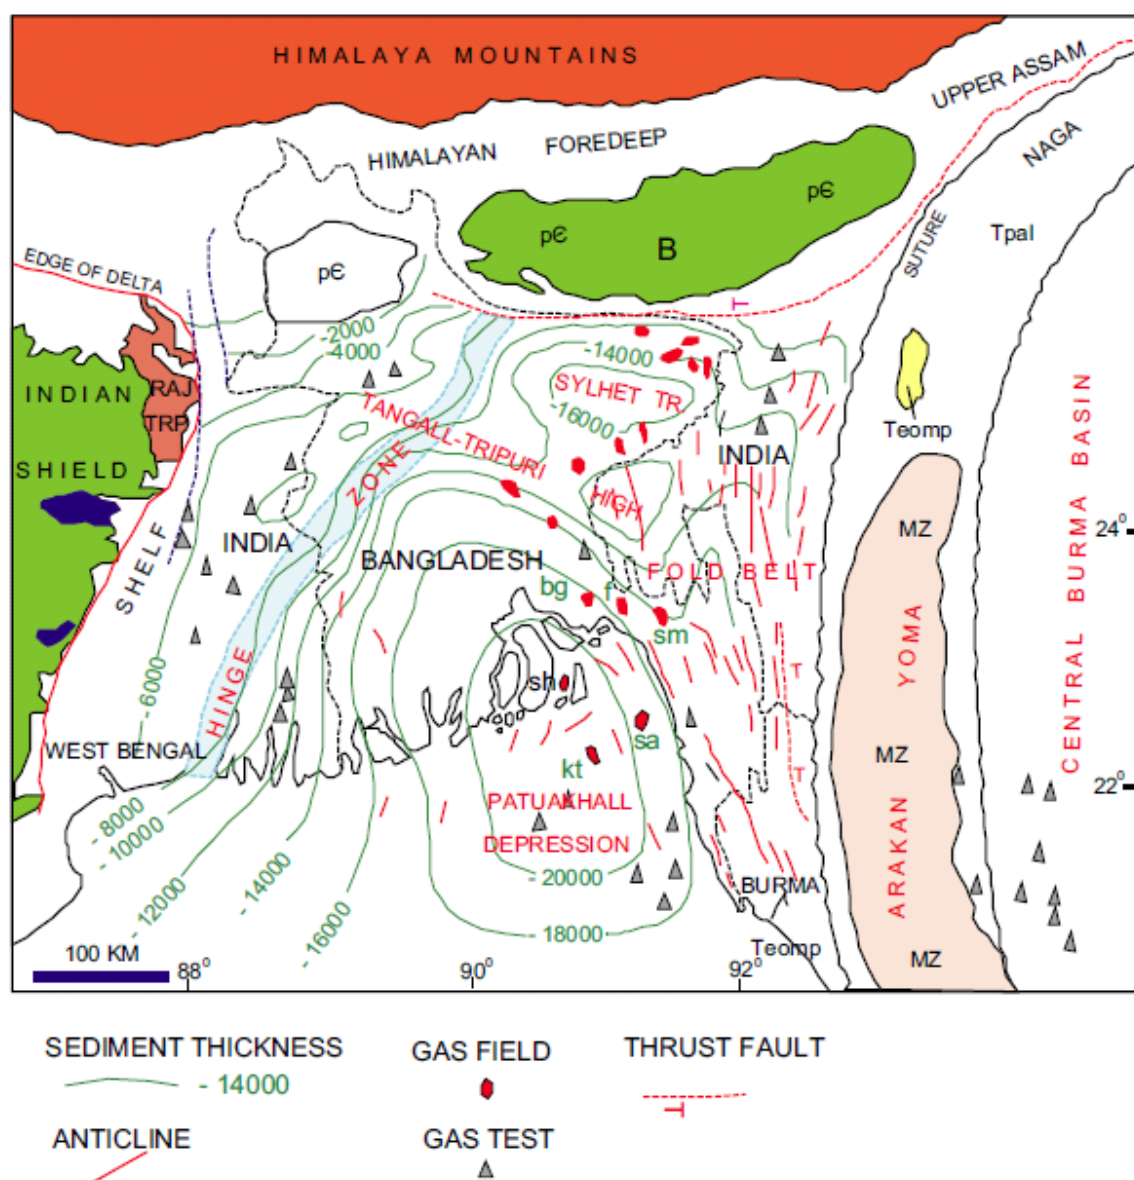 HIMALAYA MOUNTAINS
UPPER ASSAM
HIMALAYAN FOREDEEP
NAGA
pЄ
pЄ
B
SUTURE
Tpal
EDGE OF DELTA
pЄ
T
-2000
-4000
-14000
INDIAN
RAJ
SYLHET TR.
-16000
TRP
TANGALL-TRIPURI
Teomp
SHIELD
ZONE
INDIA
HIGH
CENTRAL BURMA BASIN
SHELF
INDIA
MZ
24°
BANGLADESH
FOLD BELT
bg
f
sm
YOMA
-6000
HINGE
sh
T
sa
WEST BENGAL
kt
MZ
T
22°
- 8000
PATUAKHALL
- 10000
DEPRESSION
- 14000
- 20000
BURMA
ARAKAN
- 12000
-16000
- 18000
Teomp
MZ
100 KM
88°
90°
92°
SEDIMENT THICKNESS
- 14000
GAS FIELD
THRUST FAULT
T
ANTICLINE
GAS TEST